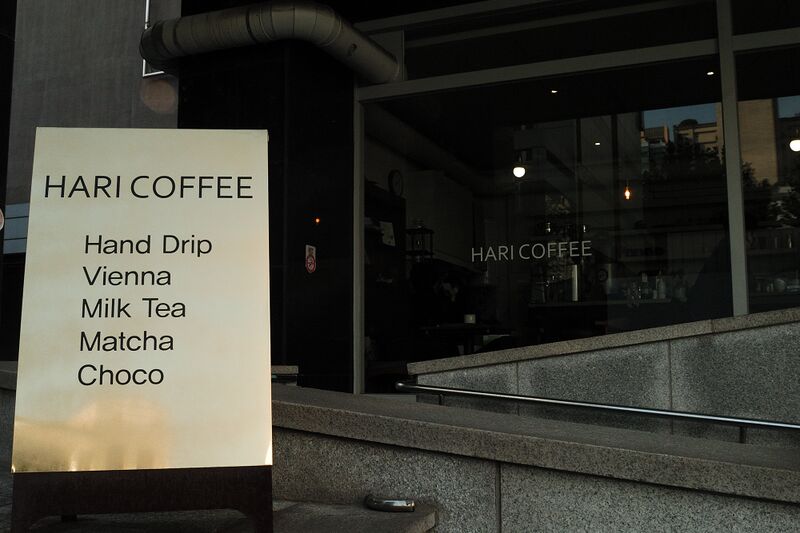 HARI COFFEE
Hand Drip
Vienna
Milk Tea
Matcha
Choco
HARI COFFEE